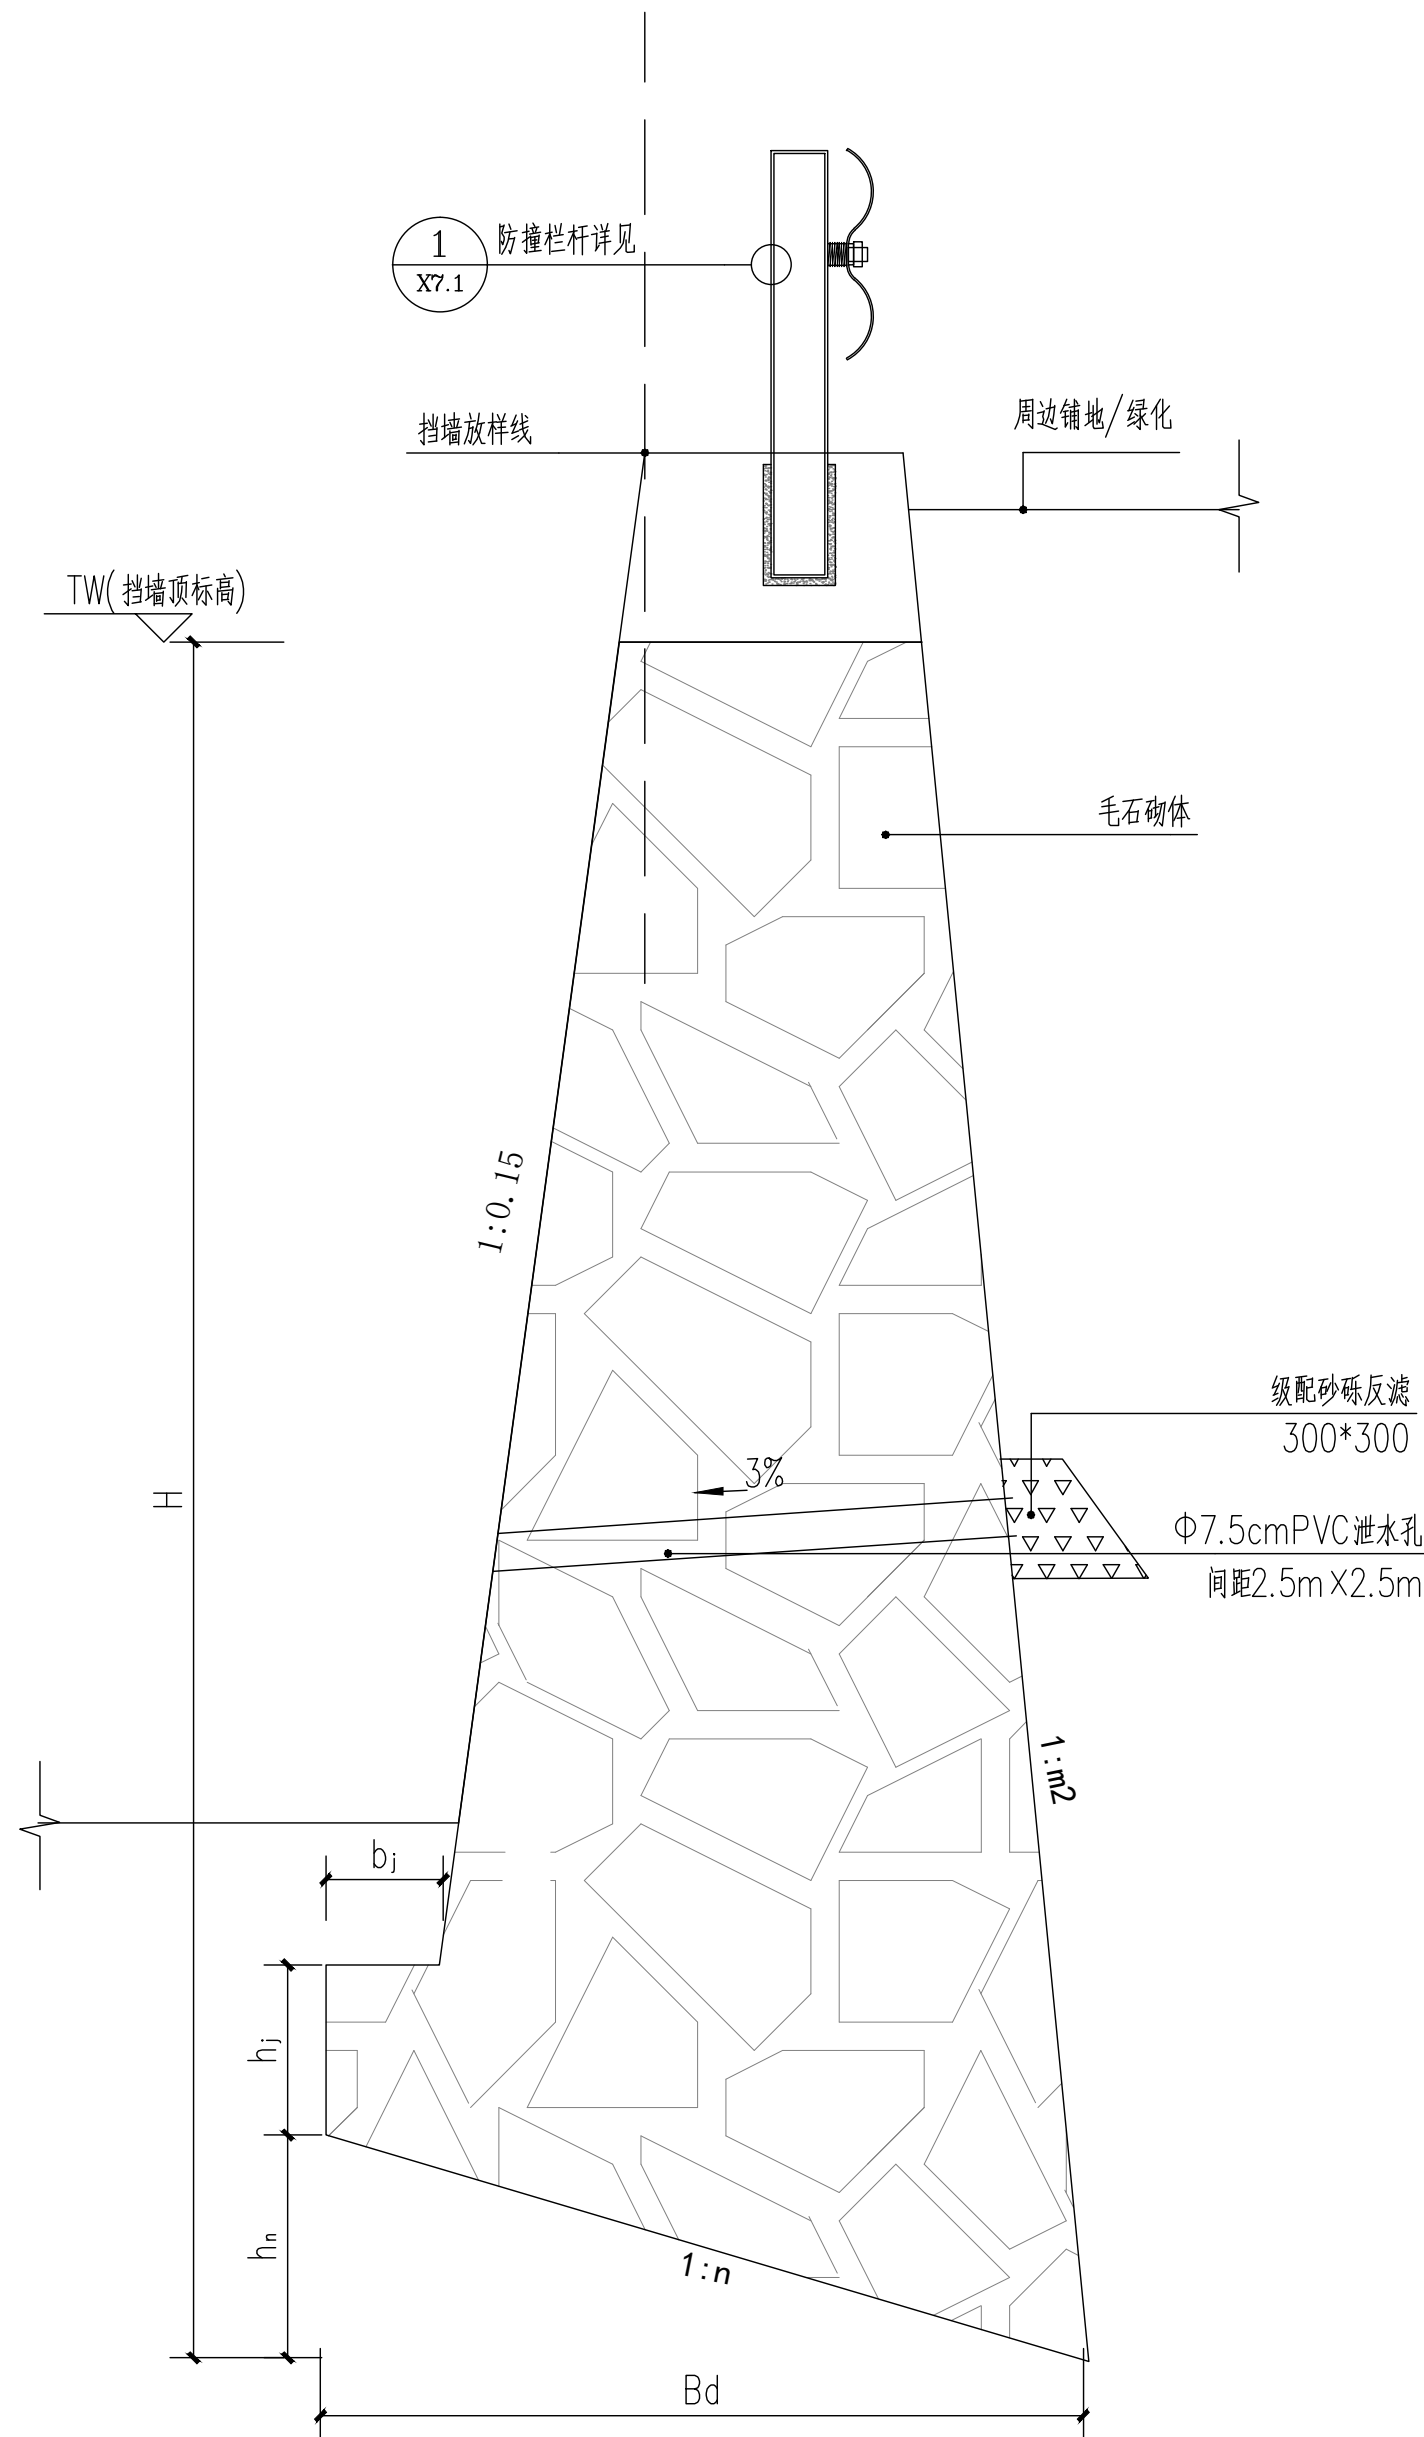 1
X7.1
防撞栏杆详见
挡墙放样线
周边铺地/绿化
TW(挡墙顶标高)
毛石砌体
1:0.15
级配砂砾反滤
300*300
3%
H
Φ7.5cmPVC泄水孔
间距2.5m×2.5m
1:m2
bj
hj
hn
1:n
Bd